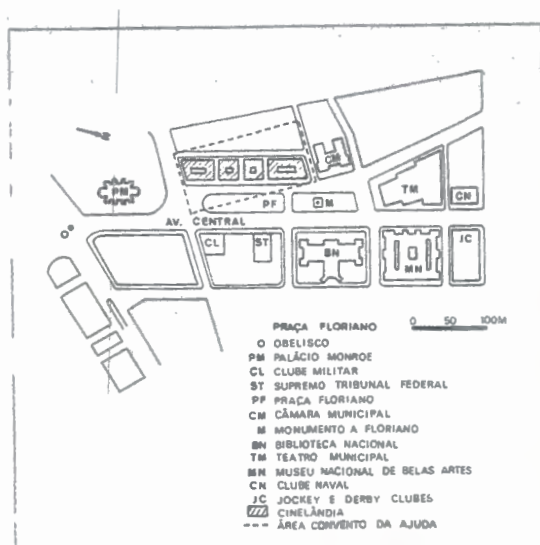 CM
PM
TM
CN
PF
M
AV. CENTRAL
CL
ST
BN
MN
JC
O
PRAÇA FLORIANO
0 50 100M
O OBELISCO
PM PALÁCIO MONROE
CL CLUBE MILITAR
ST SUPREMO TRIBUNAL FEDERAL
PF PRAÇA FLORIANO
CM CÂMARA MUNICIPAL
M MONUMENTO A FLORIANO
BN BIBLIOTECA NACIONAL
TM TEATRO MUNICIPAL
MN MUSEU NACIONAL DE BELAS ARTES
CN CLUBE NAVAL
JC JOCKEY E DERBY CLUBES
CINELÂNDIA
ÁREA CONVENTO DA AJUDA